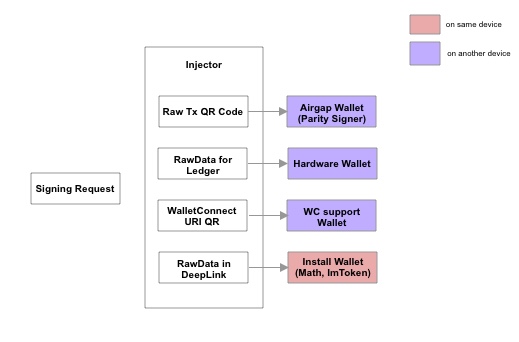 on same device
on another device
Injector
Raw Tx QR Code
Airgap Wallet
(Parity Signer)
RawData for
Ledger
Hardware Wallet
Signing Request
WalletConnect
URI QR
WC support
Wallet
RawData in
DeepLink
Install Wallet
(Math, ImToken)